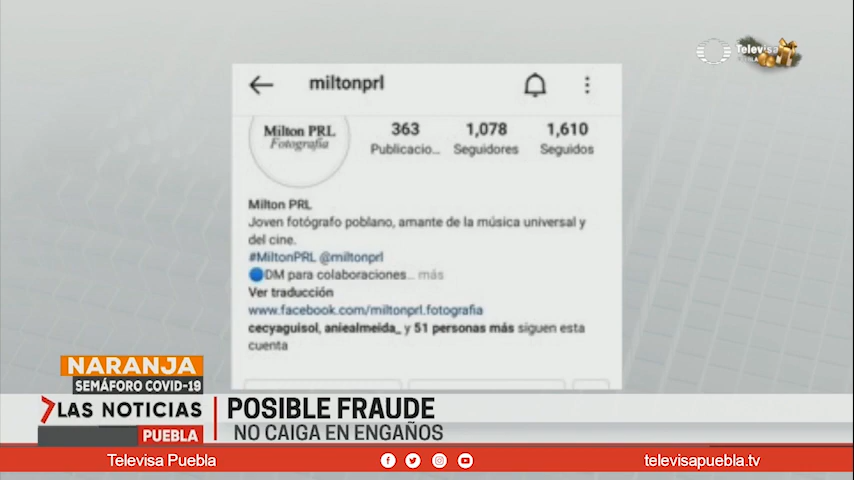 Televisa
PUEBLA
miltonprl
Milton PRL
Fotografía
363
1,078
1,610
Publicacio...
Seguidores
Seguidos
Milton PRL
Joven fotógrafo poblano, amante de la música universal y
del cine.
#MiltonPRL @miltonprl
DM para colaboraciones... más
Ver traducción
www.facebook.com/miltonprl.fotografia
cecyaguisol, aniealmeida_ y 51 personas más siguen esta
cuenta
NARANJA
SEMÁFORO COVID-19
LAS NOTICIAS
PUEBLA
POSIBLE FRAUDE
NO CAIGA EN ENGAÑOS
Televisa Puebla
televisapuebla.tv